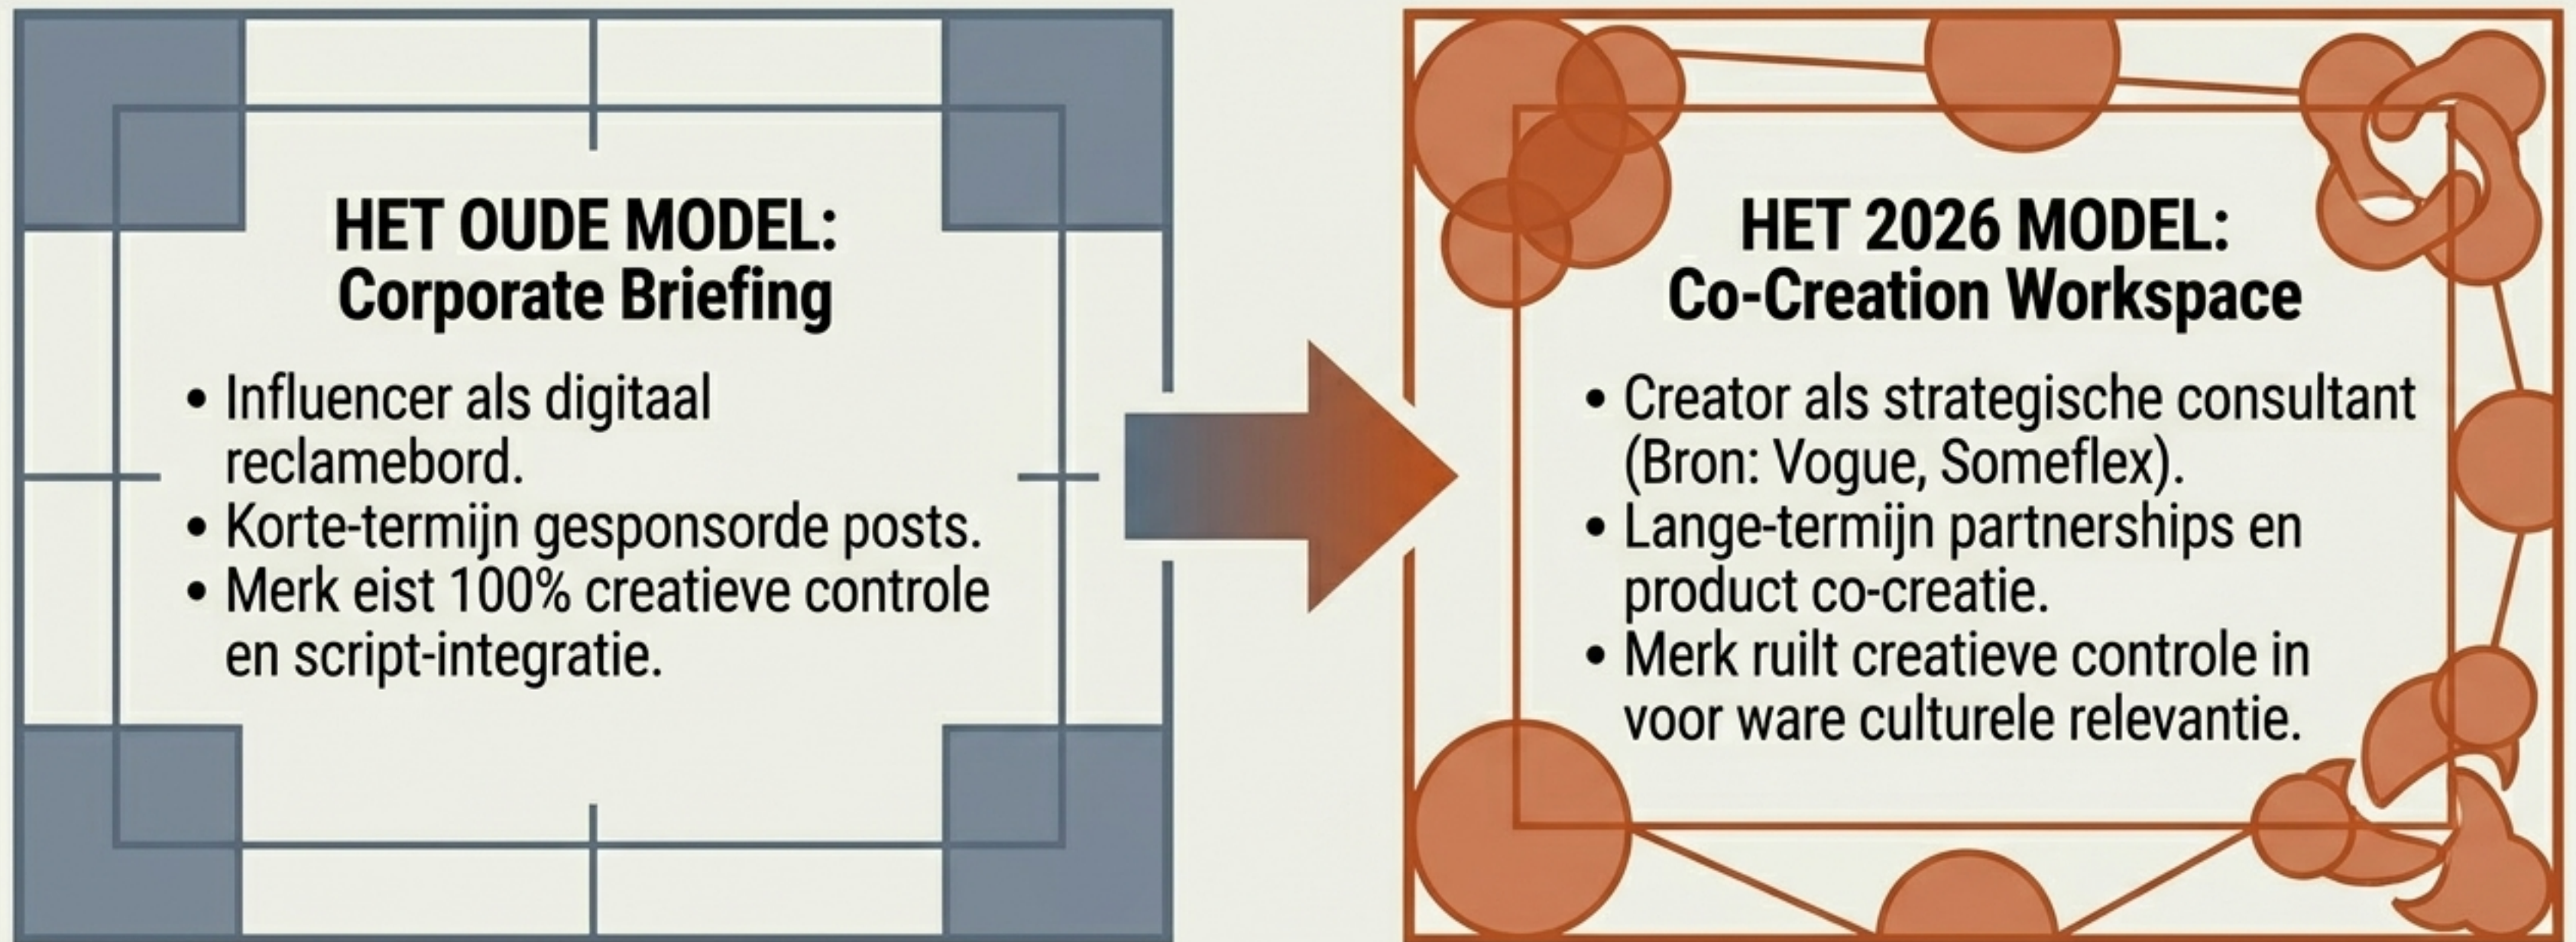 HET OUDE MODEL:
Corporate Briefing
• Influencer als digitaal
reclamebord.
• Korte-termijn gesponsorde posts.
• Merk eist 100% creatieve controle
en script-integratie.
HET 2026 MODEL:
Co-Creation Workspace
• Creator als strategische consultant
(Bron: Vogue, Someflex).
• Lange-termijn partnerships en
product co-creatie.
• Merk ruilt creatieve controle in
voor ware culturele relevantie.